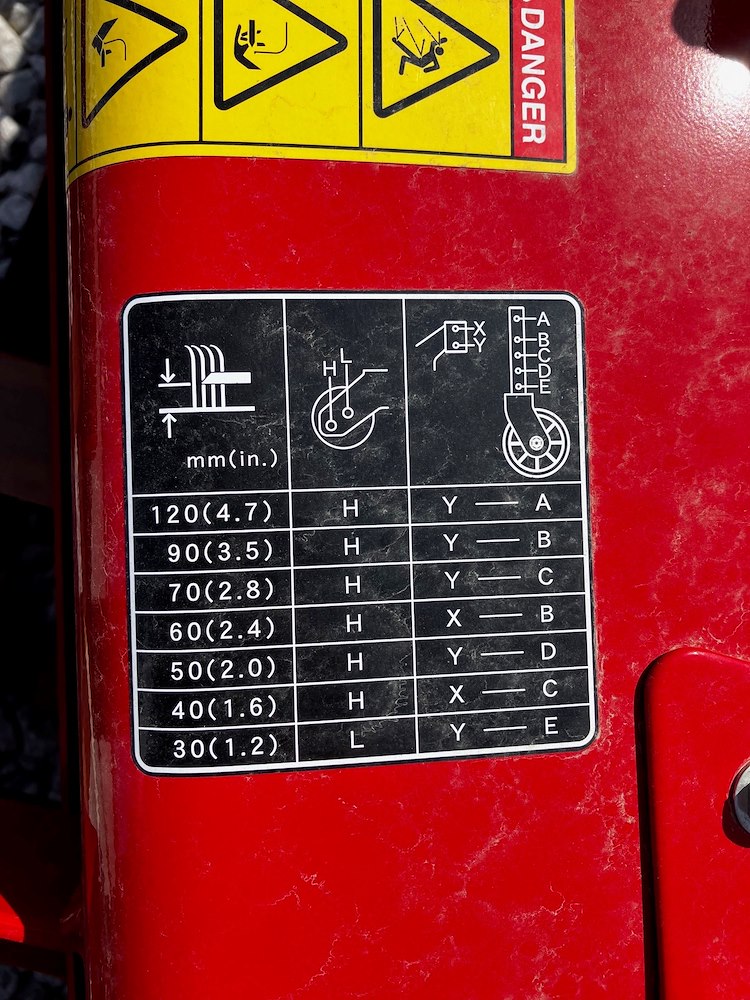 DANGER
mm(in.)
H L
X
Y
A
B
C
D
E
120(4.7) H Y — A
90(3.5) H Y — B
70(2.8) H Y — C
60(2.4) H X — B
50(2.0) H Y — D
40(1.6) H X — C
30(1.2) L Y — E